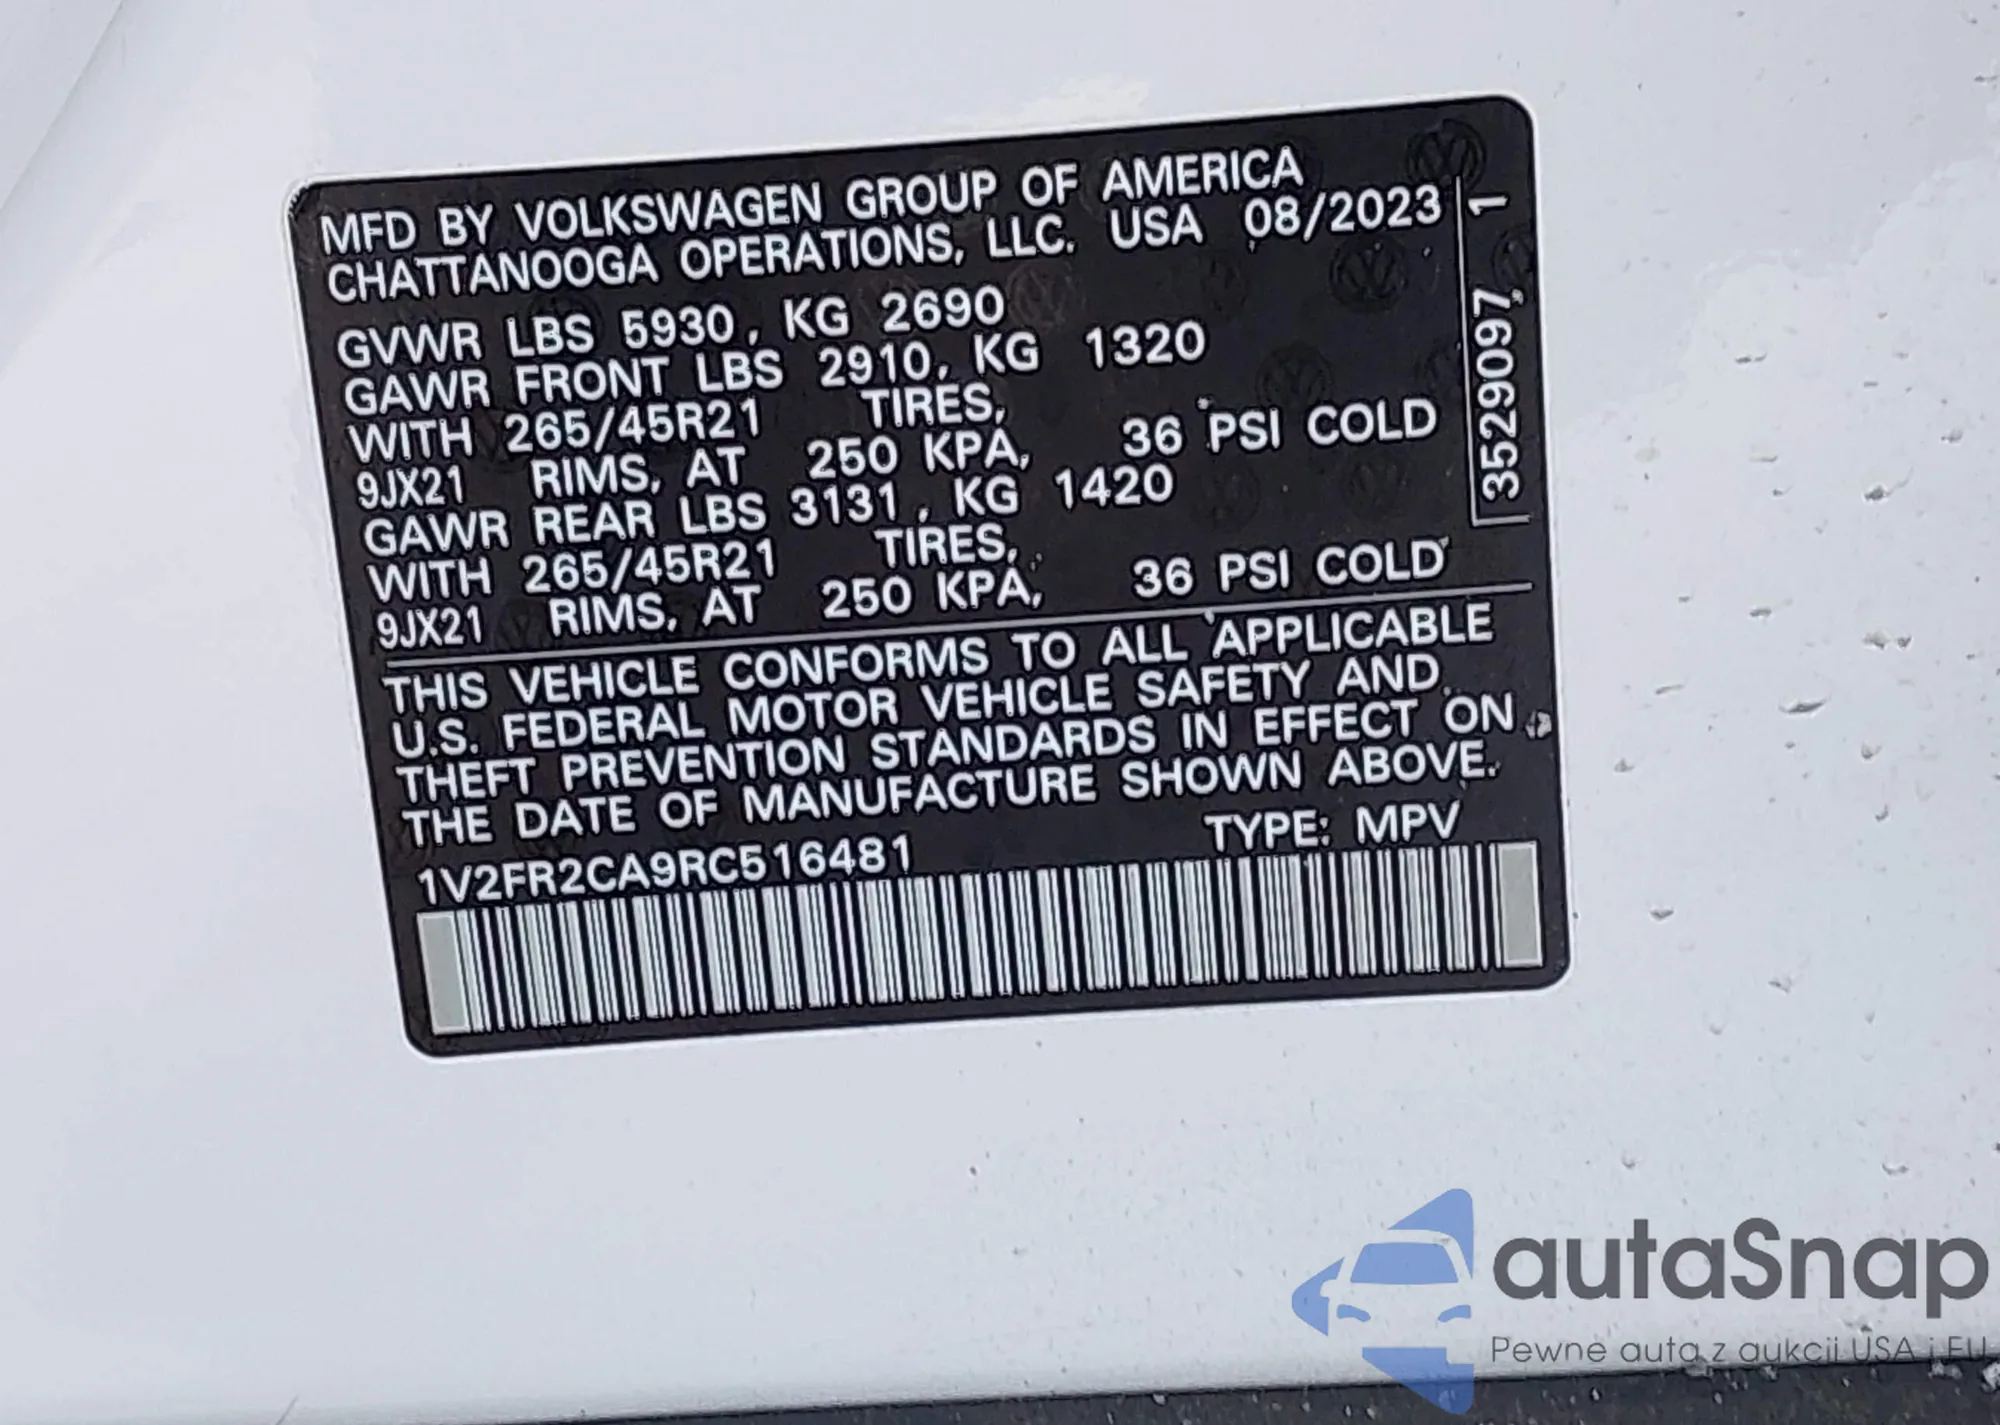 MFD BY VOLKSWAGEN GROUP OF AMERICA
CHATTANOOGA OPERATIONS, LLC. USA 08/2023
GVWR LBS 5930, KG 2690
GAWR FRONT LBS 2910, KG 1320
WITH 265/45R21 TIRES,
9JX21 RIMS, AT 250 KPA, 36 PSI COLD
GAWR REAR LBS 3131, KG 1420
WITH 265/45R21 TIRES,
9JX21 RIMS, AT 250 KPA, 36 PSI COLD
3529097 1
THIS VEHICLE CONFORMS TO ALL APPLICABLE
U.S. FEDERAL MOTOR VEHICLE SAFETY AND
THEFT PREVENTION STANDARDS IN EFFECT ON
THE DATE OF MANUFACTURE SHOWN ABOVE.
1V2FR2CA9RC516481 TYPE: MPV
autaSnap
Pewne auta z aukcji USA i EU